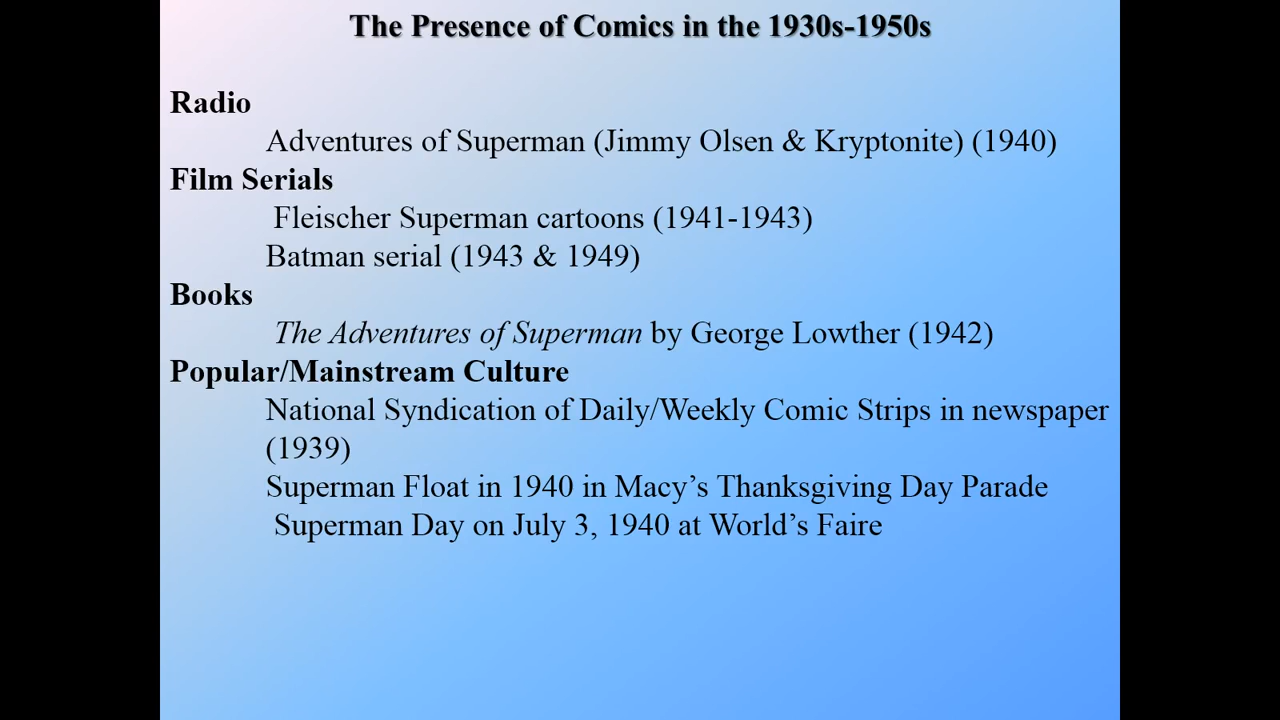 The Presence of Comics in the 1930s-1950s
Radio
Adventures of Superman (Jimmy Olsen & Kryptonite) (1940)
Film Serials
Fleischer Superman cartoons (1941-1943)
Batman serial (1943 & 1949)
Books
The Adventures of Superman by George Lowther (1942)
Popular/Mainstream Culture
National Syndication of Daily/Weekly Comic Strips in newspaper
(1939)
Superman Float in 1940 in Macy’s Thanksgiving Day Parade
Superman Day on July 3, 1940 at World’s Faire